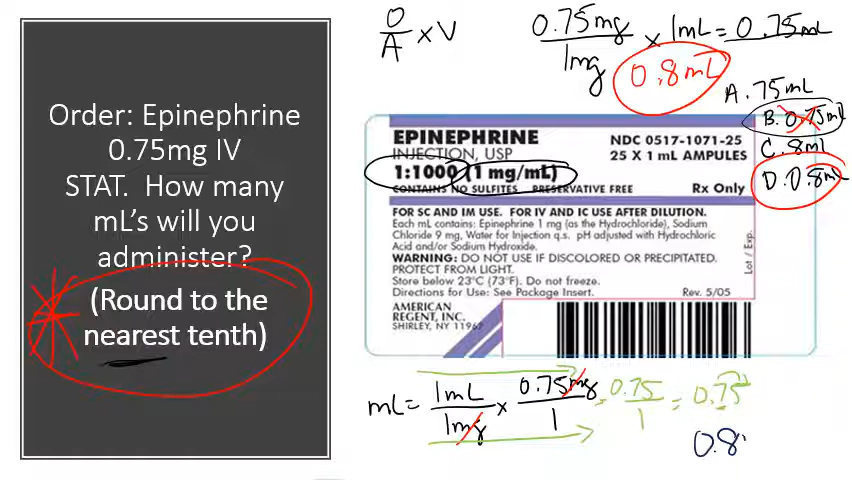 Order: Epinephrine
0.75mg IV
STAT. How many
mL's will you
administer?
(Round to the
nearest tenth)
O/A x V
0.75mg/1mg x 1mL = 0.75mL
0.8mL
A .75mL
B. 0.75mL
C .8mL
D. 0.8mL
EPINEPHRINE
INJECTION, USP
1:1000 (1 mg/mL)
CONTAINS NO SULFITES PRESERVATIVE FREE
NDC 0517-1071-25
25 X 1 mL AMPULES
Rx Only
FOR SC AND IM USE. FOR IV AND IC USE AFTER DILUTION.
Each mL contains: Epinephrine 1 mg (as the Hydrochloride), Sodium
Chloride 9 mg, Water for Injection q.s. pH adjusted with Hydrochloric
Acid and/or Sodium Hydroxide.
WARNING: DO NOT USE IF DISCOLORED OR PRECIPITATED.
PROTECT FROM LIGHT.
Store below 23°C (73°F). Do not freeze.
Directions for Use: See Package Insert.
Rev. 5/05
AMERICAN
REGENT, INC.
SHIRLEY, NY 11967
Lot / Exp.
mL = 1mL/1mg x 0.75mg/1 = 0.75/1 = 0.75
0.8